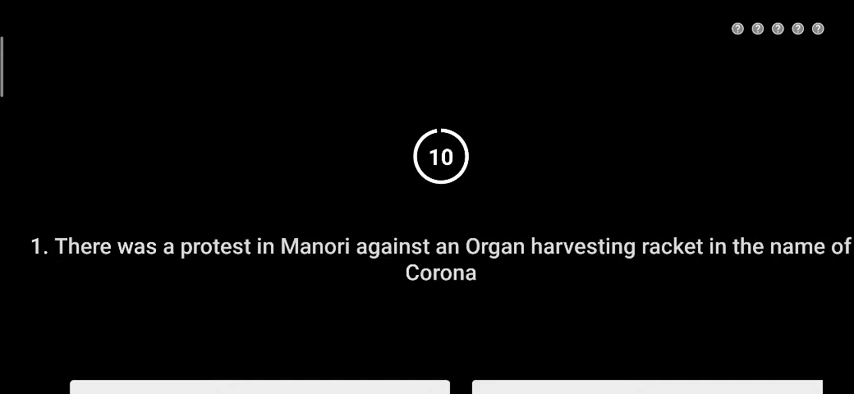 ? ? ? ? ?
10
1. There was a protest in Manori against an Organ harvesting racket in the name of
Corona